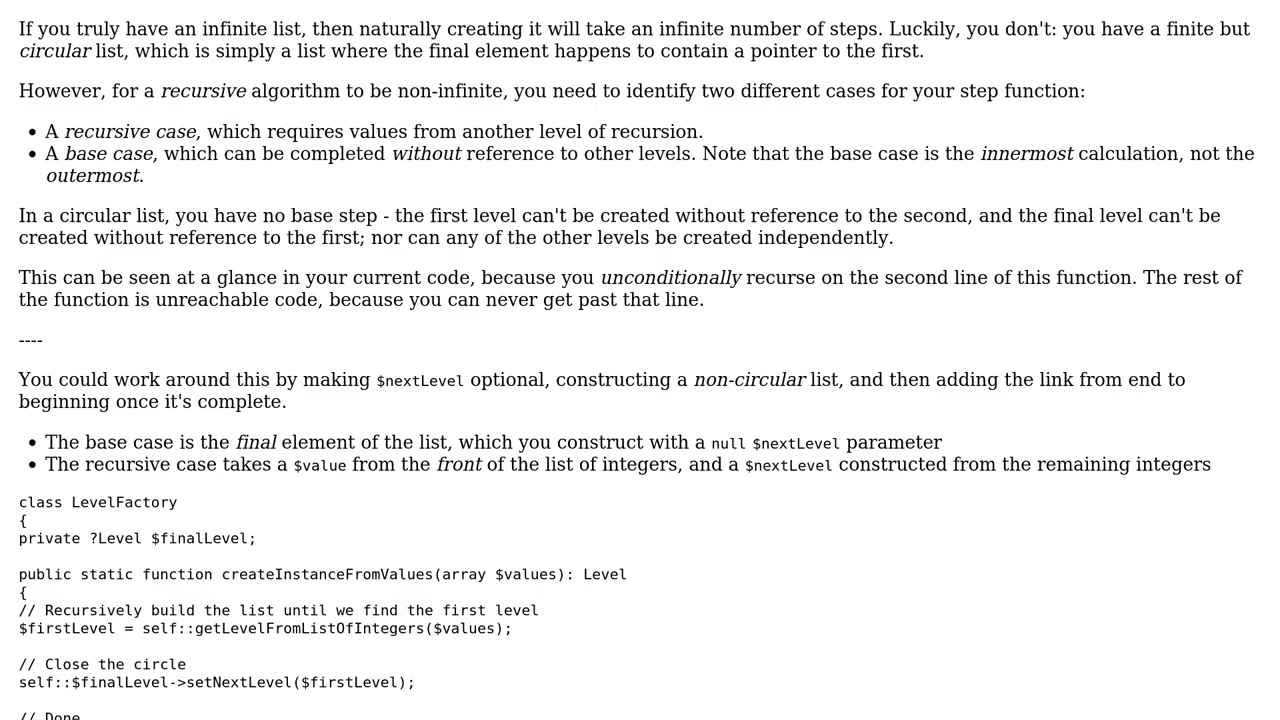 If you truly have an infinite list, then naturally creating it will take an infinite number of steps. Luckily, you don't: you have a finite but
circular list, which is simply a list where the final element happens to contain a pointer to the first.
However, for a recursive algorithm to be non-infinite, you need to identify two different cases for your step function:
• A recursive case, which requires values from another level of recursion.
• A base case, which can be completed without reference to other levels. Note that the base case is the innermost calculation, not the
outermost.
In a circular list, you have no base step - the first level can't be created without reference to the second, and the final level can't be
created without reference to the first; nor can any of the other levels be created independently.
This can be seen at a glance in your current code, because you unconditionally recurse on the second line of this function. The rest of
the function is unreachable code, because you can never get past that line.
----
You could work around this by making $nextLevel optional, constructing a non-circular list, and then adding the link from end to
beginning once it's complete.
• The base case is the final element of the list, which you construct with a null $nextLevel parameter
• The recursive case takes a $value from the front of the list of integers, and a $nextLevel constructed from the remaining integers
class LevelFactory
{
private ?Level $finalLevel;
public static function createInstanceFromValues(array $values): Level
{
// Recursively build the list until we find the first level
$firstLevel = self::getLevelFromListOfIntegers($values);
// Close the circle
self::$finalLevel->setNextLevel($firstLevel);
// Done